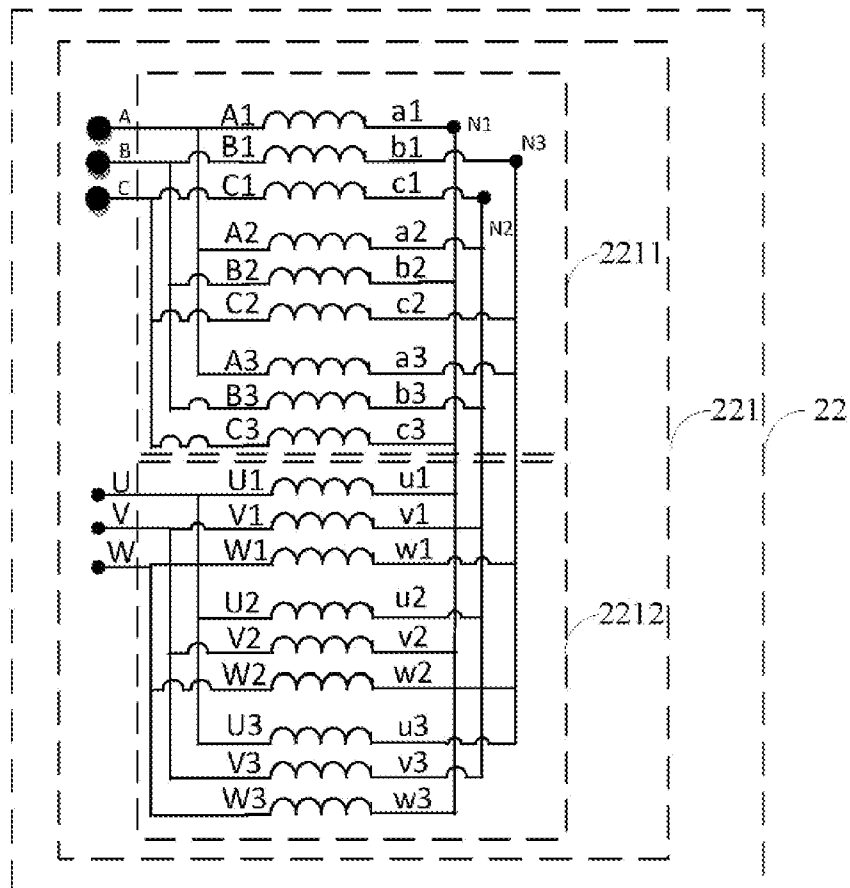 A A1 a1 N1
B B1 b1 N3
C C1 c1
N2
A2 a2
B2 b2
2211
C2 c2
A3 a3
B3 b3
221 22
C3 c3
U U1 u1
V V1 v1
W W1 w1
U2 u2
2212
V2 v2
W2 w2
U3 u3
V3 v3
W3 w3